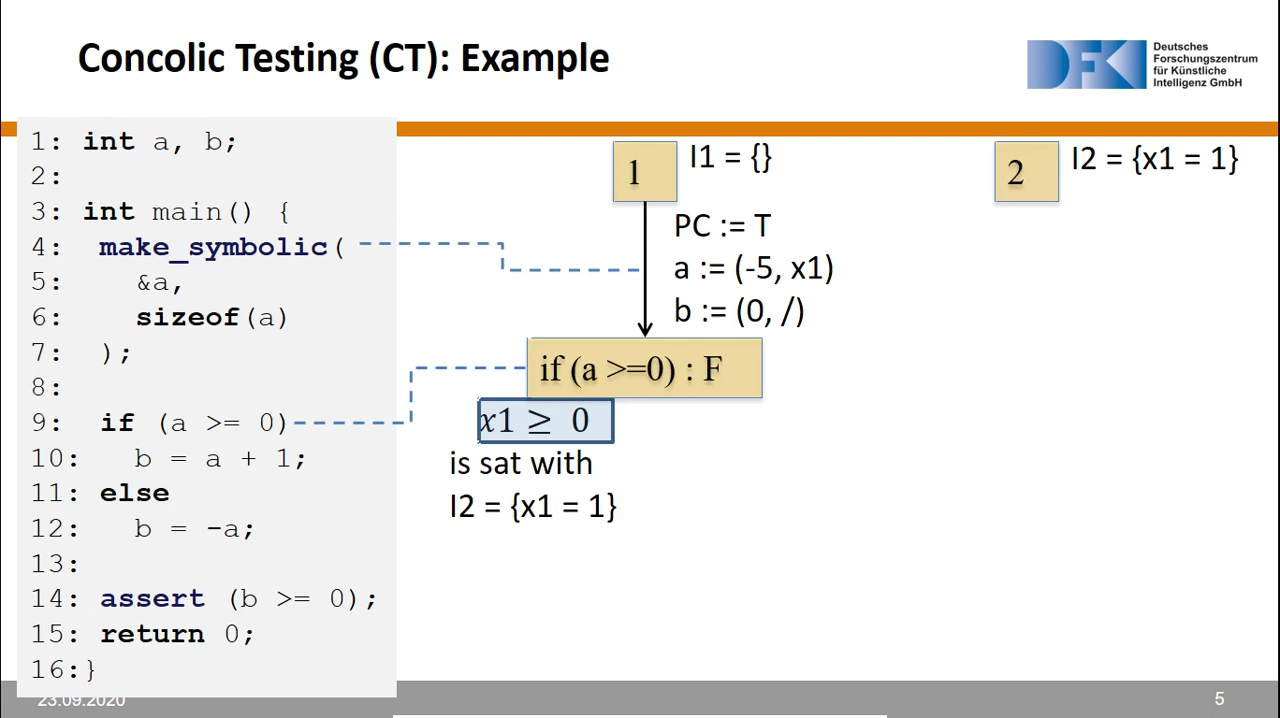 Concolic Testing (CT): Example
DFK
Deutsches
Forschungszentrum
für Künstliche
Intelligenz GmbH
1: int a, b;
2:
3: int main() {
4: make_symbolic(
5: &a,
6: sizeof(a)
7: );
8:
9: if (a >= 0)
10: b = a + 1;
11: else
12: b = -a;
13:
14: assert (b >= 0);
15: return 0;
16:}
1
I1 = {}
PC := T
a := (-5, x1)
b := (0, /)
if (a >=0) : F
x1 ≥ 0
is sat with
I2 = {x1 = 1}
2
I2 = {x1 = 1}
23.09.2020
5